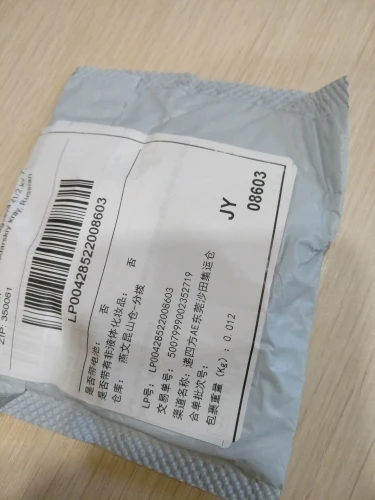 ZIP: 350081
LP00428522008603
是否带电池: 否
是否带有非液体化妆品: 否
仓库: 燕文昆山仓-分拨
JY
08603
LP号: LP00428522008603
交易单号: 5007999002352719
渠道名称: 递四方AE东莞沙田集运仓
合单批次号:
包裹重量(Kg): 0.012